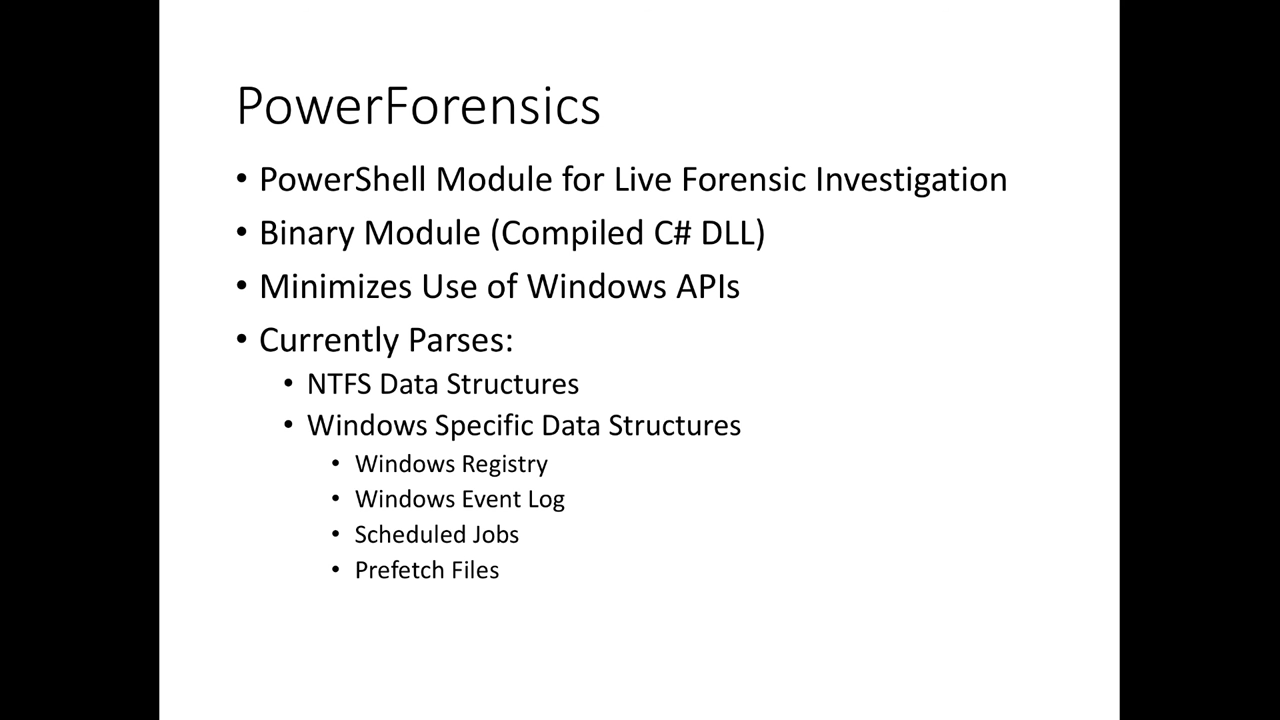 PowerForensics
• PowerShell Module for Live Forensic Investigation
• Binary Module (Compiled C# DLL)
• Minimizes Use of Windows APIs
• Currently Parses:
• NTFS Data Structures
• Windows Specific Data Structures
• Windows Registry
• Windows Event Log
• Scheduled Jobs
• Prefetch Files